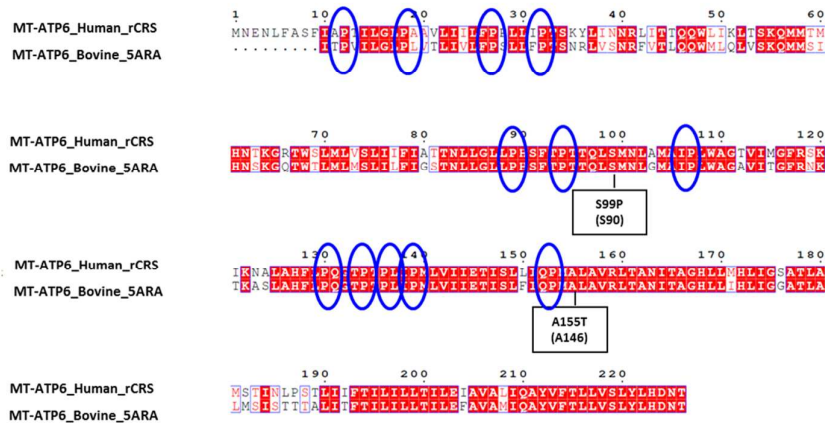 1 10 20 30 40 50 60
MT-ATP6_Human_rCRS MNENLFASFIAPTILGLPAAVLIILFPPLLIPTSKYLINNRLITTQQWLIKLTSKQMMTM
MT-ATP6_Bovine_5ARA .........ITPVILGLPLVTLIVLFPSLLFPTSNRLVSNRFVTLQQWMLQLVSKQMMSI
70 80 90 100 110 120
MT-ATP6_Human_rCRS HNTKGRTWSLMLVSLIIFIATTNLLGLLPHSFTPTTQLSMNLAMAIPLWAGTVIMGFRSK
MT-ATP6_Bovine_5ARA HNSKGQTWTLMLMSLILFIGSTNLLGLLPHSFTPTTQLSMNLGMAIPLWAGAVITGFRNK
S99P
(S90)
130 140 150 160 170 180
MT-ATP6_Human_rCRS IKNALAHFLPQGTPTPLIPMLVIIETISLLIQPMALAVRLTANITAGHLLMHLIGSATLA
MT-ATP6_Bovine_5ARA TKASLAHFLPQGTPTPLIPMLVIIETISLFIQPMALAVRLTANITAGHLLIHLIGGATLA
A155T
(A146)
190 200 210 220
MT-ATP6_Human_rCRS MSTINLPSTLIIFTILILLTILEIAVALIQAYVFTLLVSLYLHDNT
MT-ATP6_Bovine_5ARA LMSISTTTALITFTILILLTILEFAVAMIQAYVFTLLVSLYLHDNT